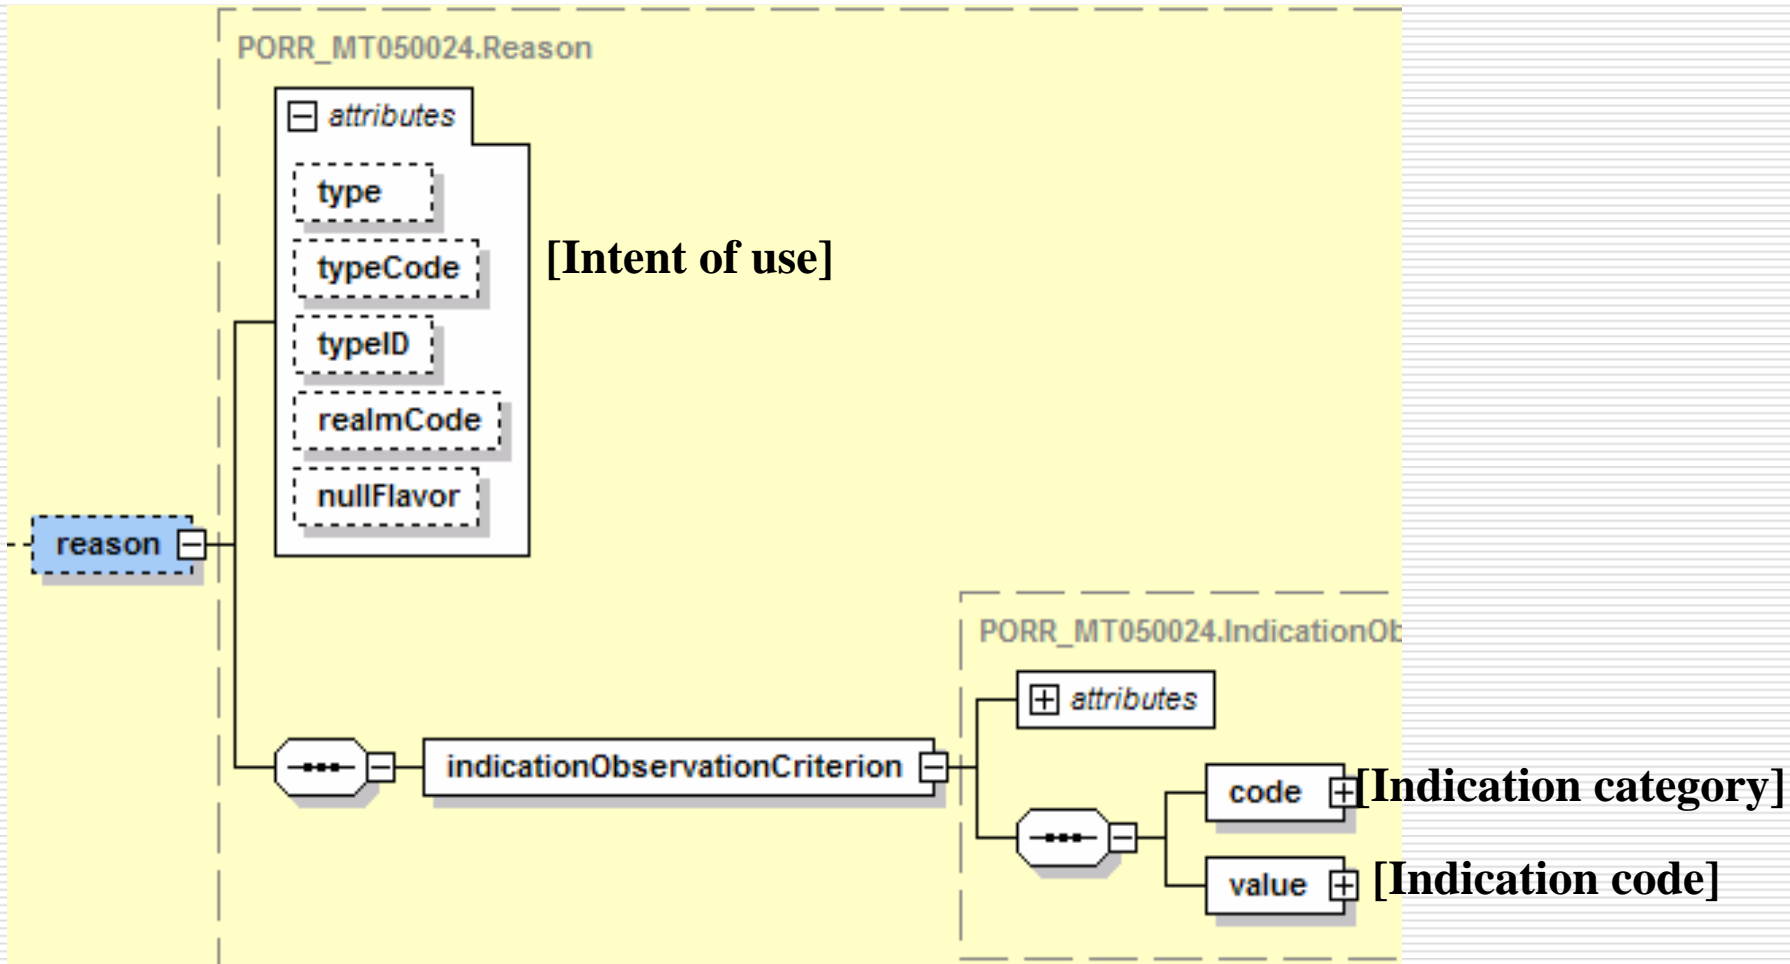 PORR_MT050024.Reason
attributes
type
typeCode
[Intent of use]
typeID
realmCode
nullFlavor
reason
PORR_MT050024.IndicationOb
attributes
indicationObservationCriterion
code
[Indication category]
value
[Indication code]